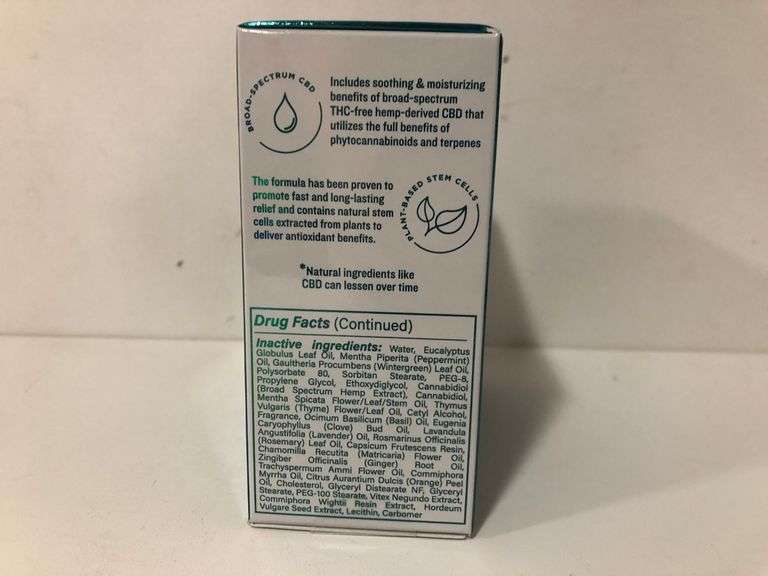 BROAD-SPECTRUM CBD
Includes soothing & moisturizing
benefits of broad-spectrum
THC-free hemp-derived CBD that
utilizes the full benefits of
phytocannabinoids and terpenes
The formula has been proven to
promote fast and long-lasting
relief and contains natural stem
cells extracted from plants to
deliver antioxidant benefits.
PLANT-BASED STEM CELLS
*Natural ingredients like
CBD can lessen over time
Drug Facts (Continued)
Inactive ingredients: Water, Eucalyptus
Globulus Leaf Oil, Mentha Piperita (Peppermint)
Oil, Gaultheria Procumbens (Wintergreen) Leaf Oil,
Polysorbate 80, Sorbitan Stearate, PEG-8,
Propylene Glycol, Ethoxydiglycol, Cannabidiol
(Broad Spectrum Hemp Extract), Cannabidiol,
Mentha Spicata Flower/Leaf/Stem Oil, Thymus
Vulgaris (Thyme) Flower/Leaf Oil, Cetyl Alcohol,
Fragrance, Ocimum Basilicum (Basil) Oil, Eugenia
Caryophyllus (Clove) Bud Oil, Lavandula
Angustifolia (Lavender) Oil, Rosmarinus Officinalis
(Rosemary) Leaf Oil, Capsicum Frutescens Resin,
Chamomilla Recutita (Matricaria) Flower Oil,
Zingiber Officinalis (Ginger) Root Oil,
Trachyspermum Ammi Flower Oil, Commiphora
Myrrha Oil, Citrus Aurantium Dulcis (Orange) Peel
Oil, Cholesterol, Glyceryl Distearate NF, Glyceryl
Stearate, PEG-100 Stearate, Vitex Negundo Extract,
Commiphora Wightii Resin Extract, Hordeum
Vulgare Seed Extract, Lecithin, Carbomer